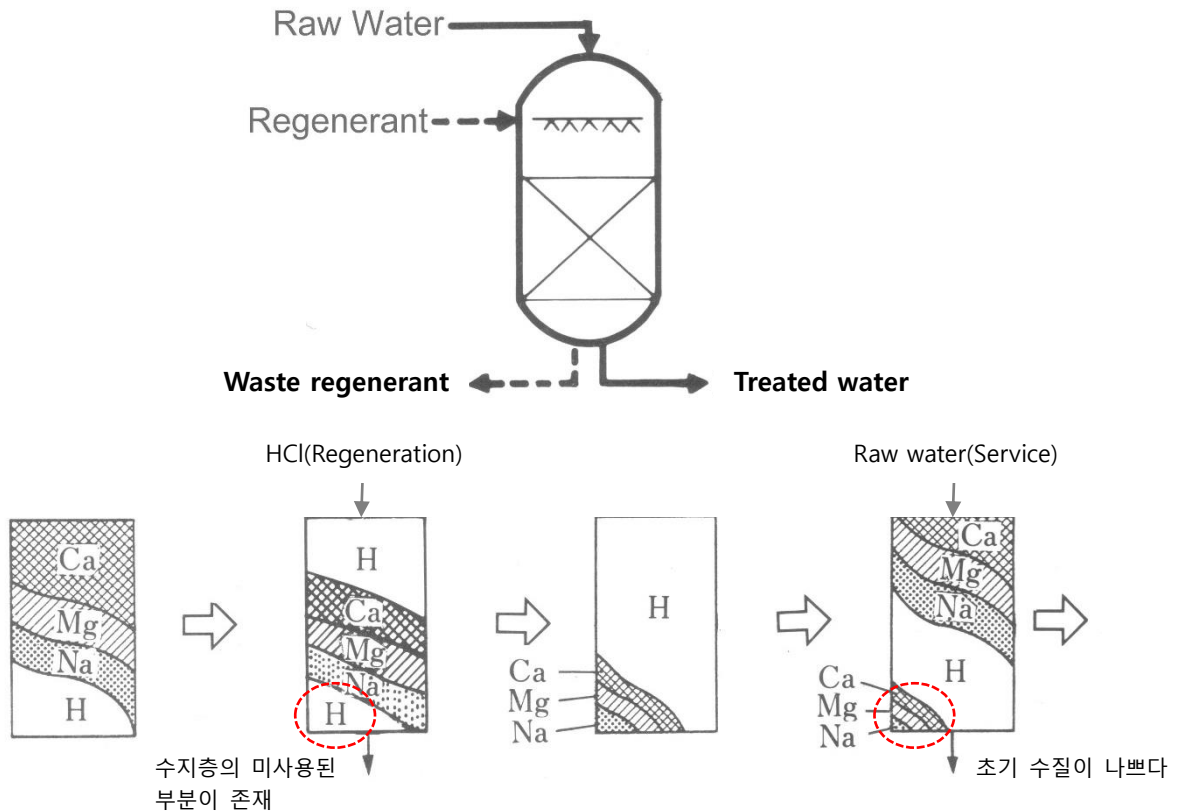 Raw Water
Regenerant
Waste regenerant
Treated water
HCl(Regeneration)
Raw water(Service)
Ca
Mg
Na
H
H
Ca
Mg
Na
H
H
Ca
Mg
Na
Ca
Mg
Na
H
Ca
Mg
Na
수지층의 미사용된
부분이 존재
초기 수질이 나쁘다